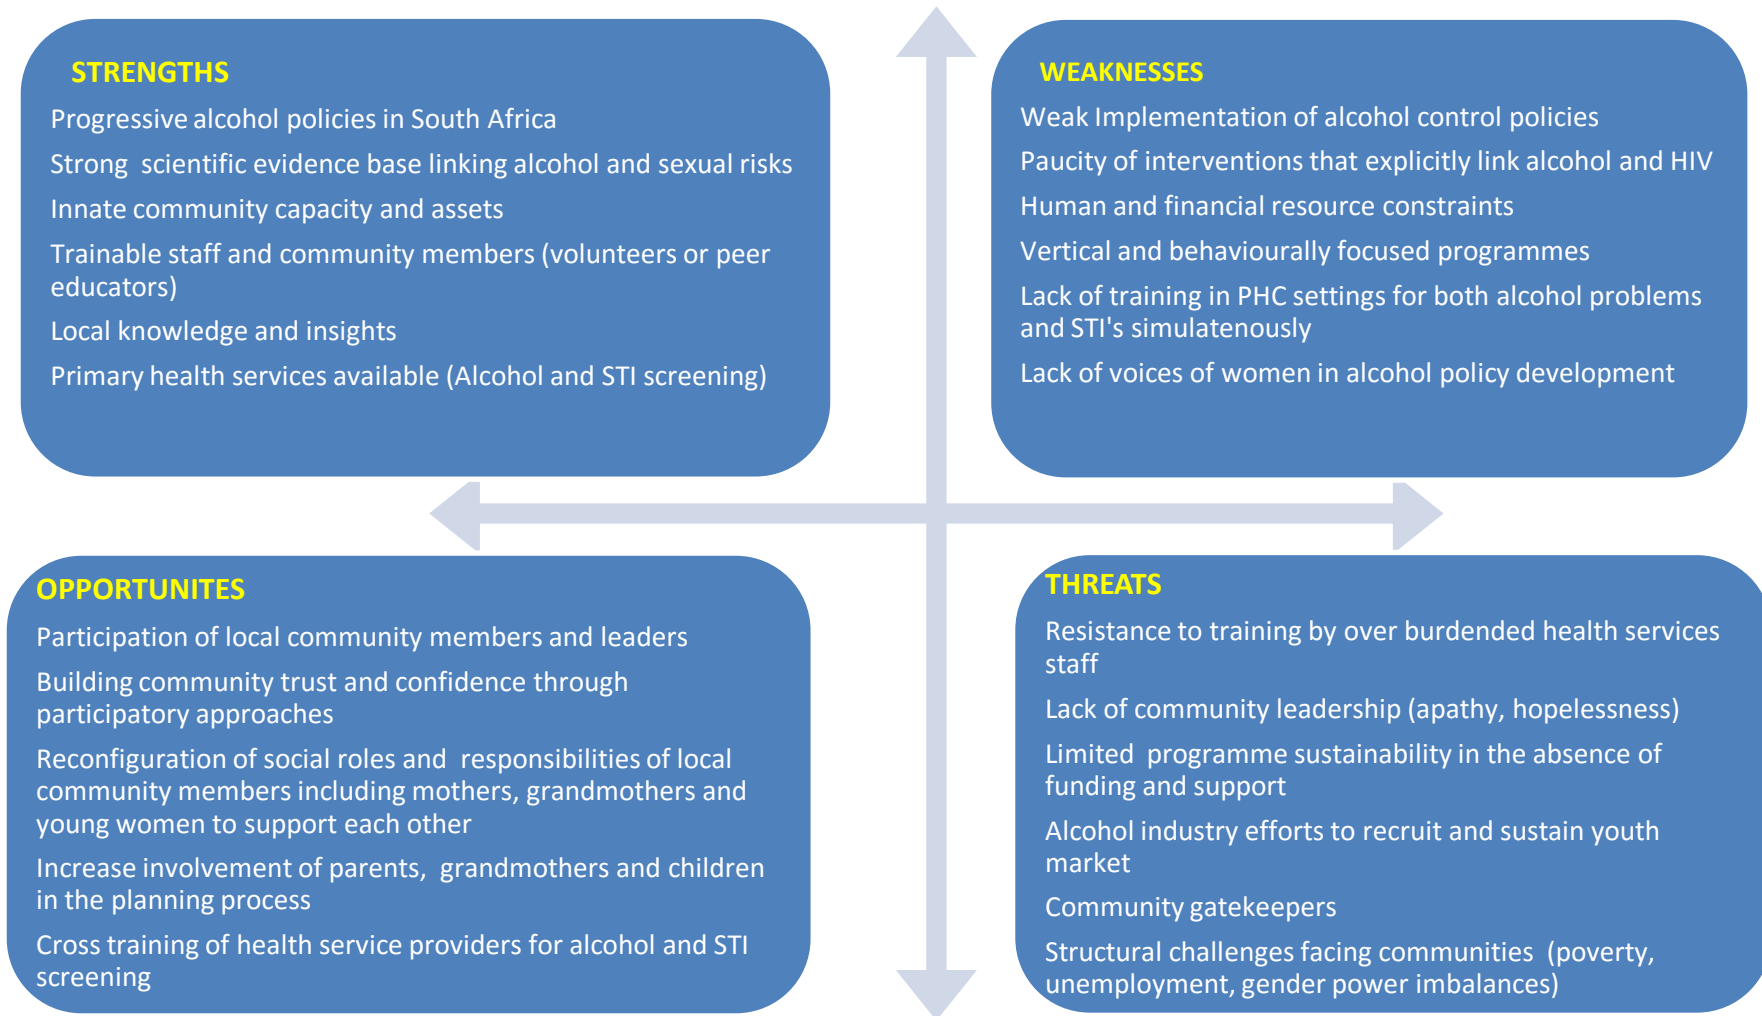 STRENGTHS
Progressive alcohol policies in South Africa
Strong scientific evidence base linking alcohol and sexual risks
Innate community capacity and assets
Trainable staff and community members (volunteers or peer
educators)
Local knowledge and insights
Primary health services available (Alcohol and STI screening)
WEAKNESSES
Weak Implementation of alcohol control policies
Paucity of interventions that explicitly link alcohol and HIV
Human and financial resource constraints
Vertical and behaviourally focused programmes
Lack of training in PHC settings for both alcohol problems
and STI's simulatenously
Lack of voices of women in alcohol policy development
OPPORTUNITES
Participation of local community members and leaders
Building community trust and confidence through
participatory approaches
Reconfiguration of social roles and responsibilities of local
community members including mothers, grandmothers and
young women to support each other
Increase involvement of parents, grandmothers and children
in the planning process
Cross training of health service providers for alcohol and STI
screening
THREATS
Resistance to training by over burdended health services
staff
Lack of community leadership (apathy, hopelessness)
Limited programme sustainability in the absence of
funding and support
Alcohol industry efforts to recruit and sustain youth
market
Community gatekeepers
Structural challenges facing communities (poverty,
unemployment, gender power imbalances)